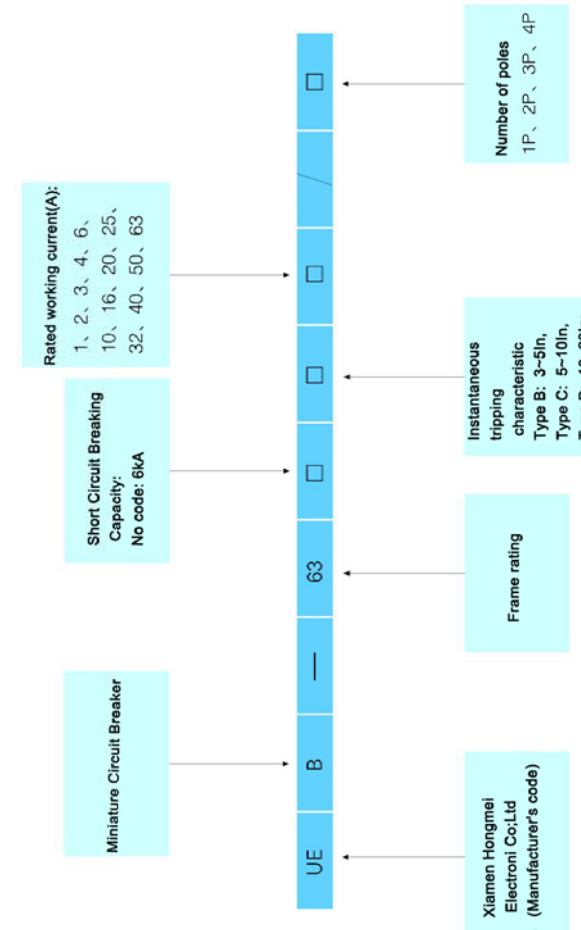 Miniature Circuit Breaker
Short Circuit Breaking
Capacity:
No code: 6kA
Rated working current(A):
1、2、3、4、6、
10、16、20、25、
32、40、50、63
UE B — 63 □ □ □ / □
Xiamen Hongmei
Electroni Co;Ltd
(Manufacturer's code)
Frame rating
Instantaneous
tripping
characteristic
Type B: 3~5In,
Type C: 5-10In,
Number of poles
1P、2P、3P、4P